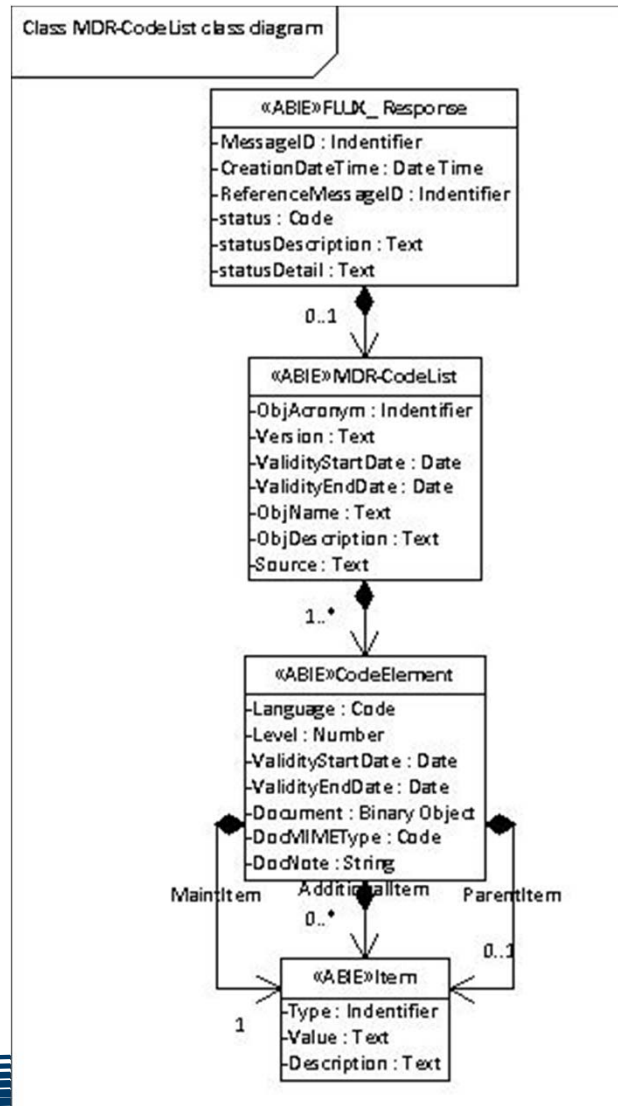 Class MDR-CodeList class diagram
«ABIE»FLUX_ Response
-MessageID : Indentifier
-CreationDateTime : DateTime
-ReferenceMessageID : Indentifier
-status : Code
-statusDescription : Text
-statusDetail : Text
0..1
«ABIE»MDR-CodeList
-ObjAcronym : Indentifier
-Version : Text
-ValidityStartDate : Date
-ValidityEndDate : Date
-ObjName : Text
-ObjDescription : Text
-Source : Text
1..*
«ABIE»CodeElement
-Language : Code
-Level : Number
-ValidityStartDate : Date
-ValidityEndDate : Date
-Document : Binary Object
-DocMIMEType : Code
-DocNote : String
MaintItem AdditionalItem ParentItem
0..*
0..1
«ABIE»Item
-Type : Indentifier
1
-Value : Text
-Description : Text